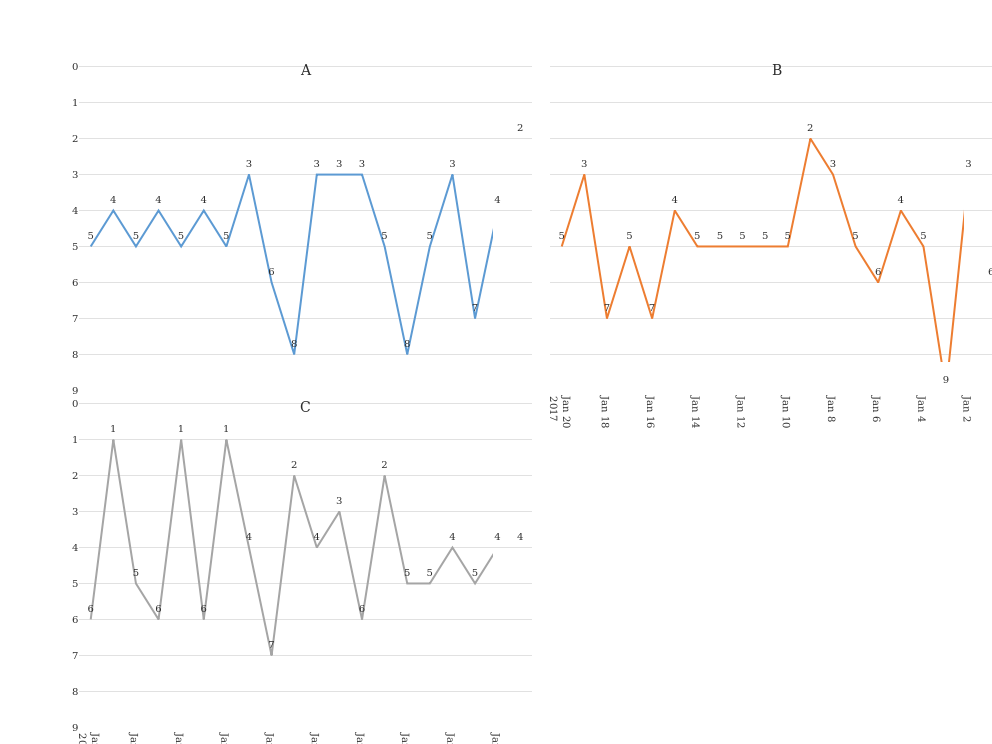 A
0
1
2
3
4
5
6
7
8
9
5 4 5 4 5 4 5 3 6 8 3 3 3 5 8 5 3 7 4 2
B
5 3 7 5 7 4 5 5 5 5 5 2 3 5 6 4 5 9 3 6
Jan 20
2017
Jan 18
Jan 16
Jan 14
Jan 12
Jan 10
Jan 8
Jan 6
Jan 4
Jan 2
C
0
1
2
3
4
5
6
7
8
9
6 1 5 6 1 6 1 4 7 2 4 3 6 2 5 5 4 5 4 4